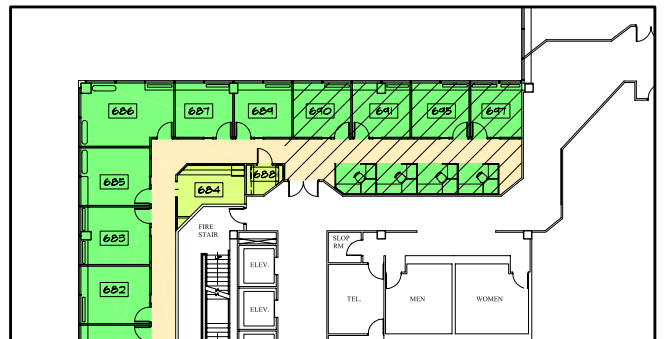 686 687 689 690 691 695 697
685
684 688
683
FIRE
STAIR
SLOP
RM
ELEV.
682
TEL. MEN WOMEN
ELEV.